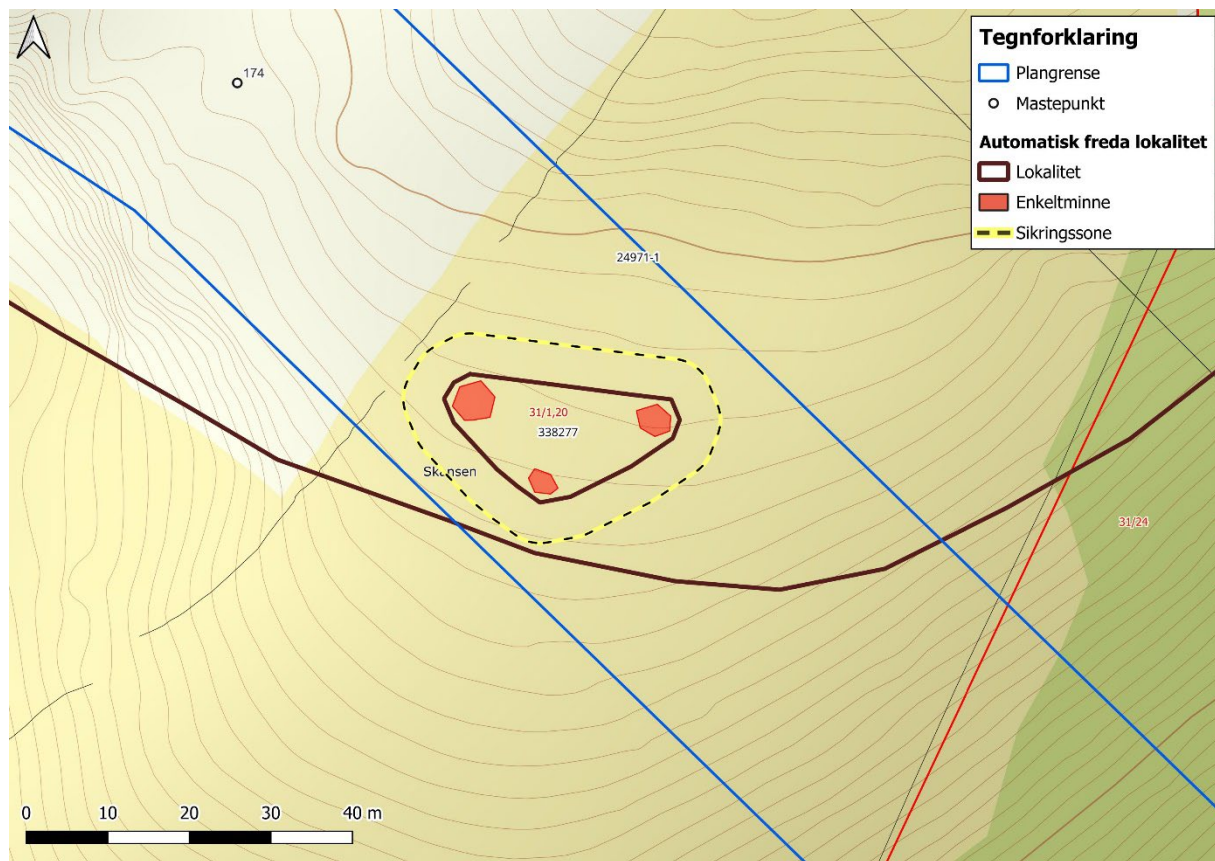 174
Tegnforklaring
Plangrense
Mastepunkt
Automatisk freda lokalitet
Lokalitet
Enkeltminne
Sikringssone
24971-1
31/1,20
338277
Skansen
31/24
0 10 20 30 40 m